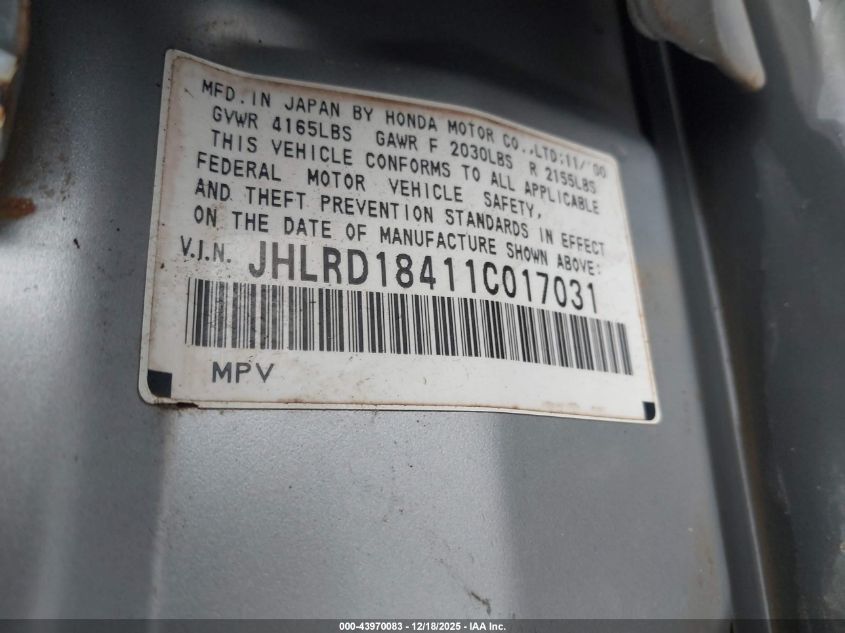 MFD.IN JAPAN BY HONDA MOTOR CO.,LTD:11/'00
GVWR 4165LBS GAWR F 2030LBS R 2155LBS
THIS VEHICLE CONFORMS TO ALL APPLICABLE
FEDERAL MOTOR VEHICLE SAFETY,
AND THEFT PREVENTION STANDARDS IN EFFECT
ON THE DATE OF MANUFACTURE SHOWN ABOVE:
V.I.N. JHLRD18411C017031
MPV
000-43970083 - 12/18/2025 - IAA Inc.